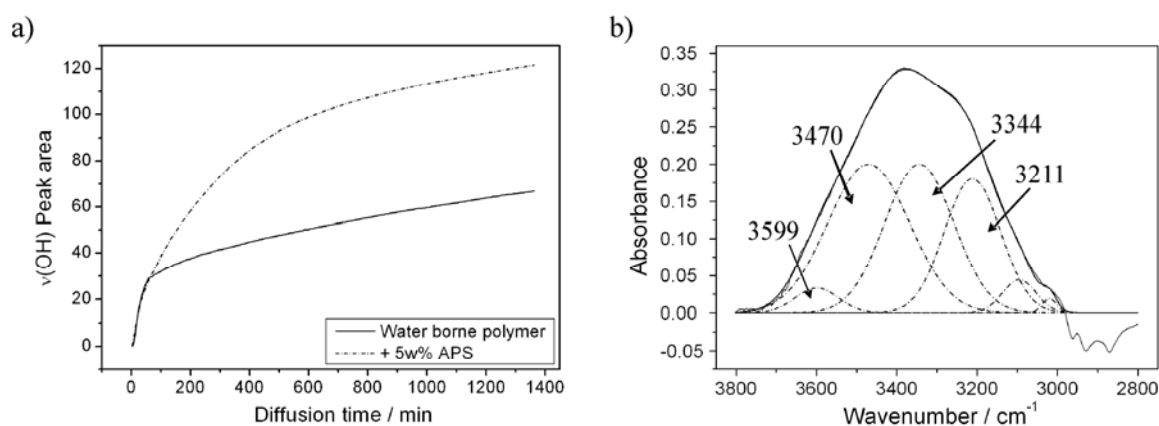 a)
120
100
80
60
40
20
0
ν(OH) Peak area
0 200 400 600 800 1000 1200 1400
Diffusion time / min
Water borne polymer
+ 5w% APS
b)
0.35
0.30
0.25
0.20
0.15
0.10
0.05
0.00
-0.05
Absorbance
3470
3344
3211
3599
3800 3600 3400 3200 3000 2800
Wavenumber / cm⁻¹